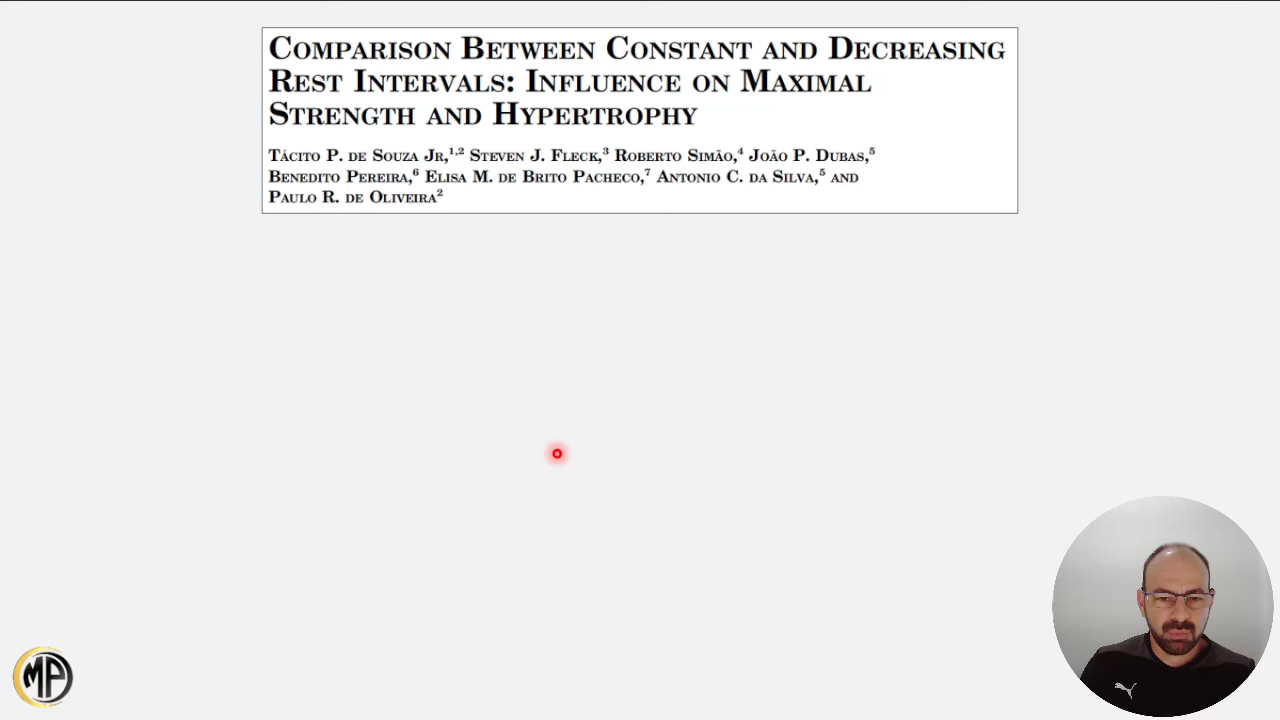 COMPARISON BETWEEN CONSTANT AND DECREASING
REST INTERVALS: INFLUENCE ON MAXIMAL
STRENGTH AND HYPERTROPHY
TÁCITO P. DE SOUZA JR,1,2 STEVEN J. FLECK,3 ROBERTO SIMÃO,4 JOÃO P. DUBAS,5
BENEDITO PEREIRA,6 ELISA M. DE BRITO PACHECO,7 ANTONIO C. DA SILVA,5 AND
PAULO R. DE OLIVEIRA2
MP